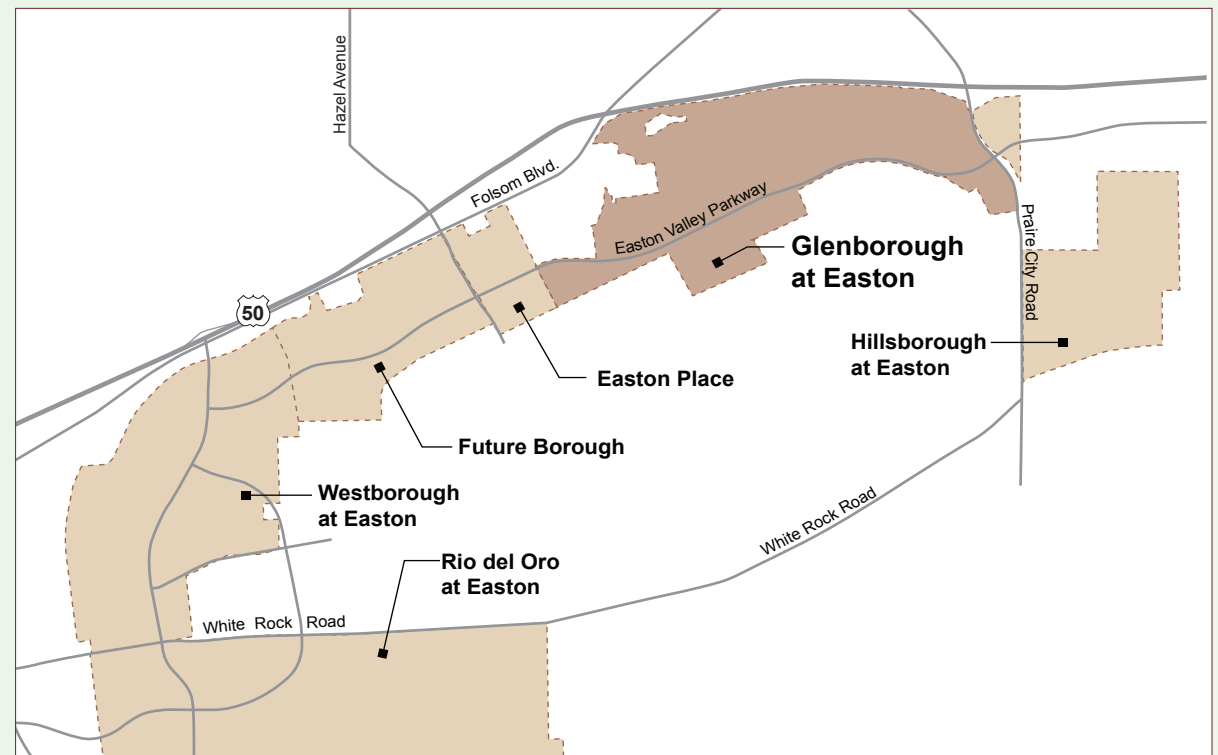 Hazel Avenue
Folsom Blvd.
Easton Valley Parkway
Glenborough
at Easton
Praire City Road
50
Hillsborough
at Easton
Easton Place
Future Borough
Westborough
at Easton
White Rock Road
Rio del Oro
at Easton
White Rock Road